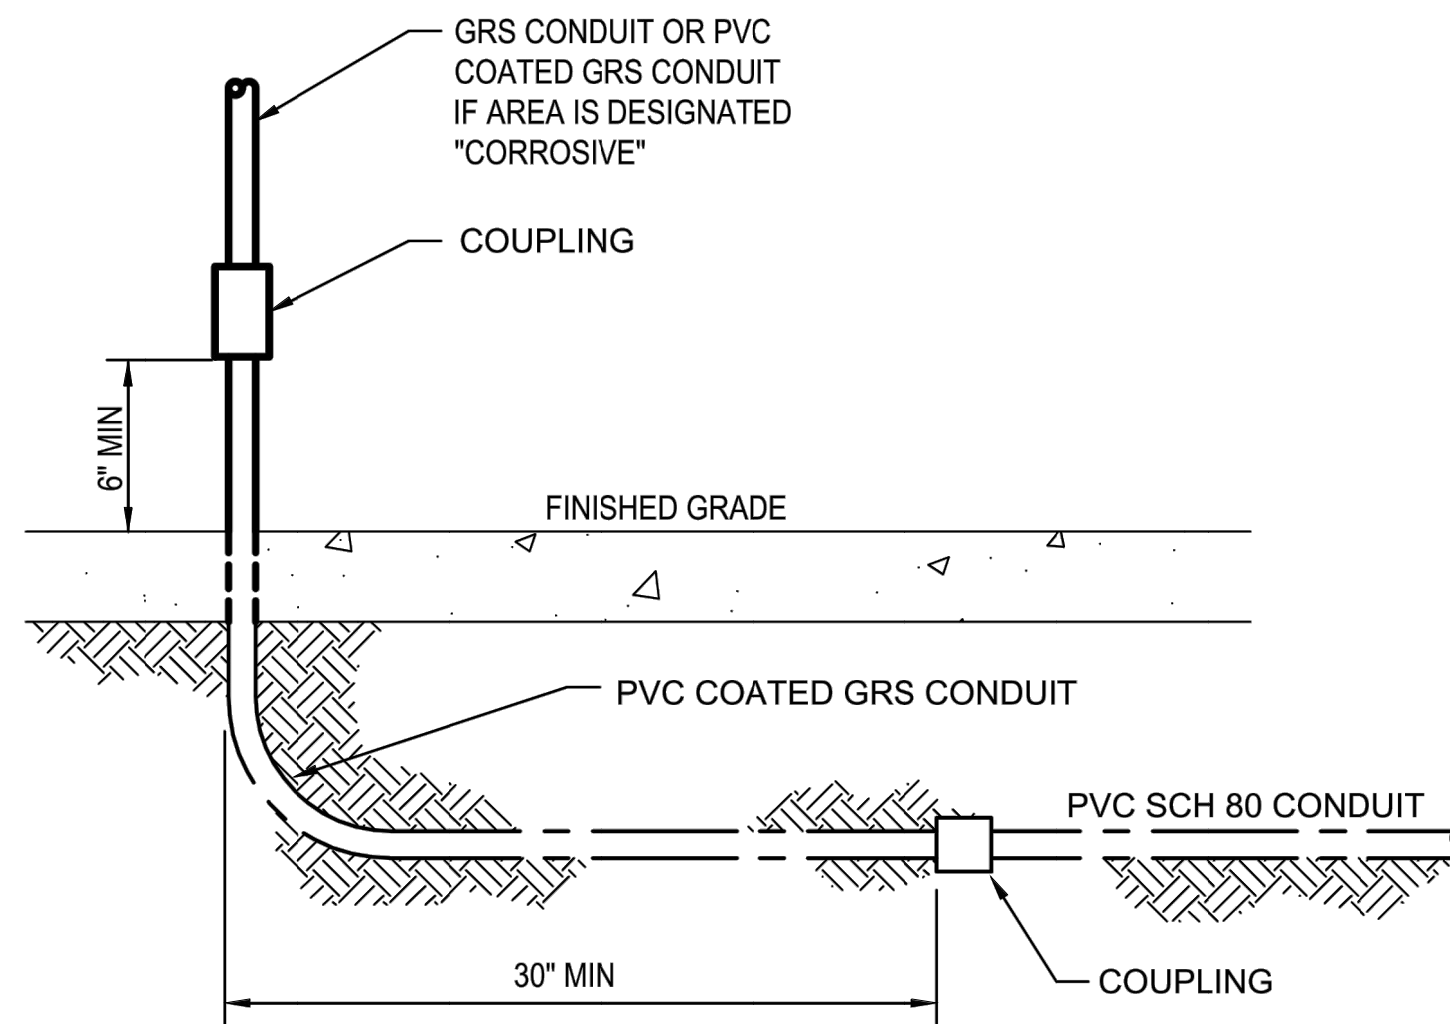 GRS CONDUIT OR PVC
COATED GRS CONDUIT
IF AREA IS DESIGNATED
"CORROSIVE"
COUPLING
6" MIN
FINISHED GRADE
PVC COATED GRS CONDUIT
PVC SCH 80 CONDUIT
30" MIN
COUPLING